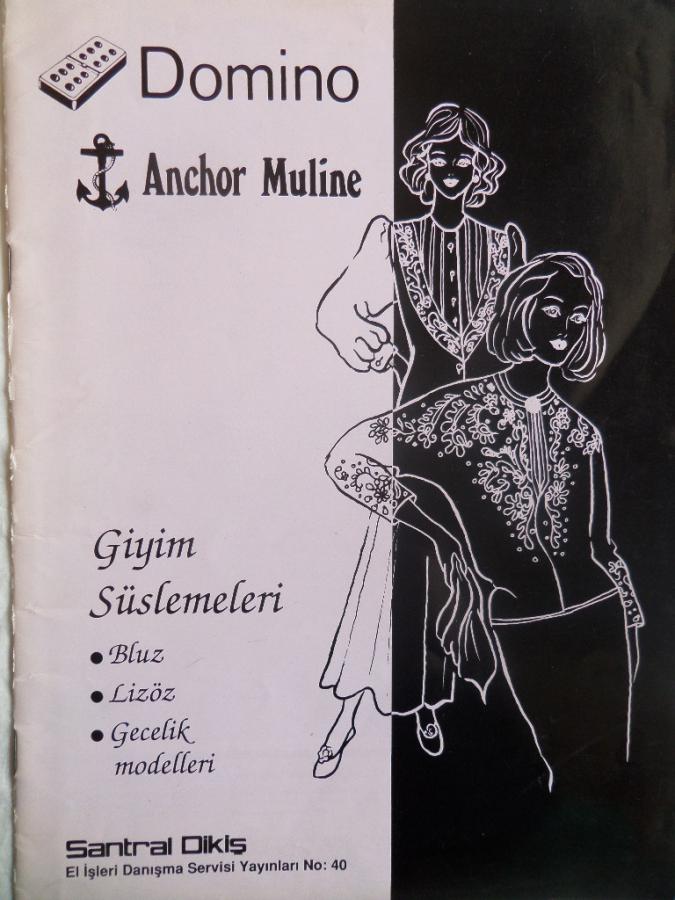 Domino
Anchor Muline
Giyim
Süslemeleri
● Bluz
● Lizöz
● Gecelik
modelleri
Santral Dikiş
El İşleri Danışma Servisi Yayınları No: 40